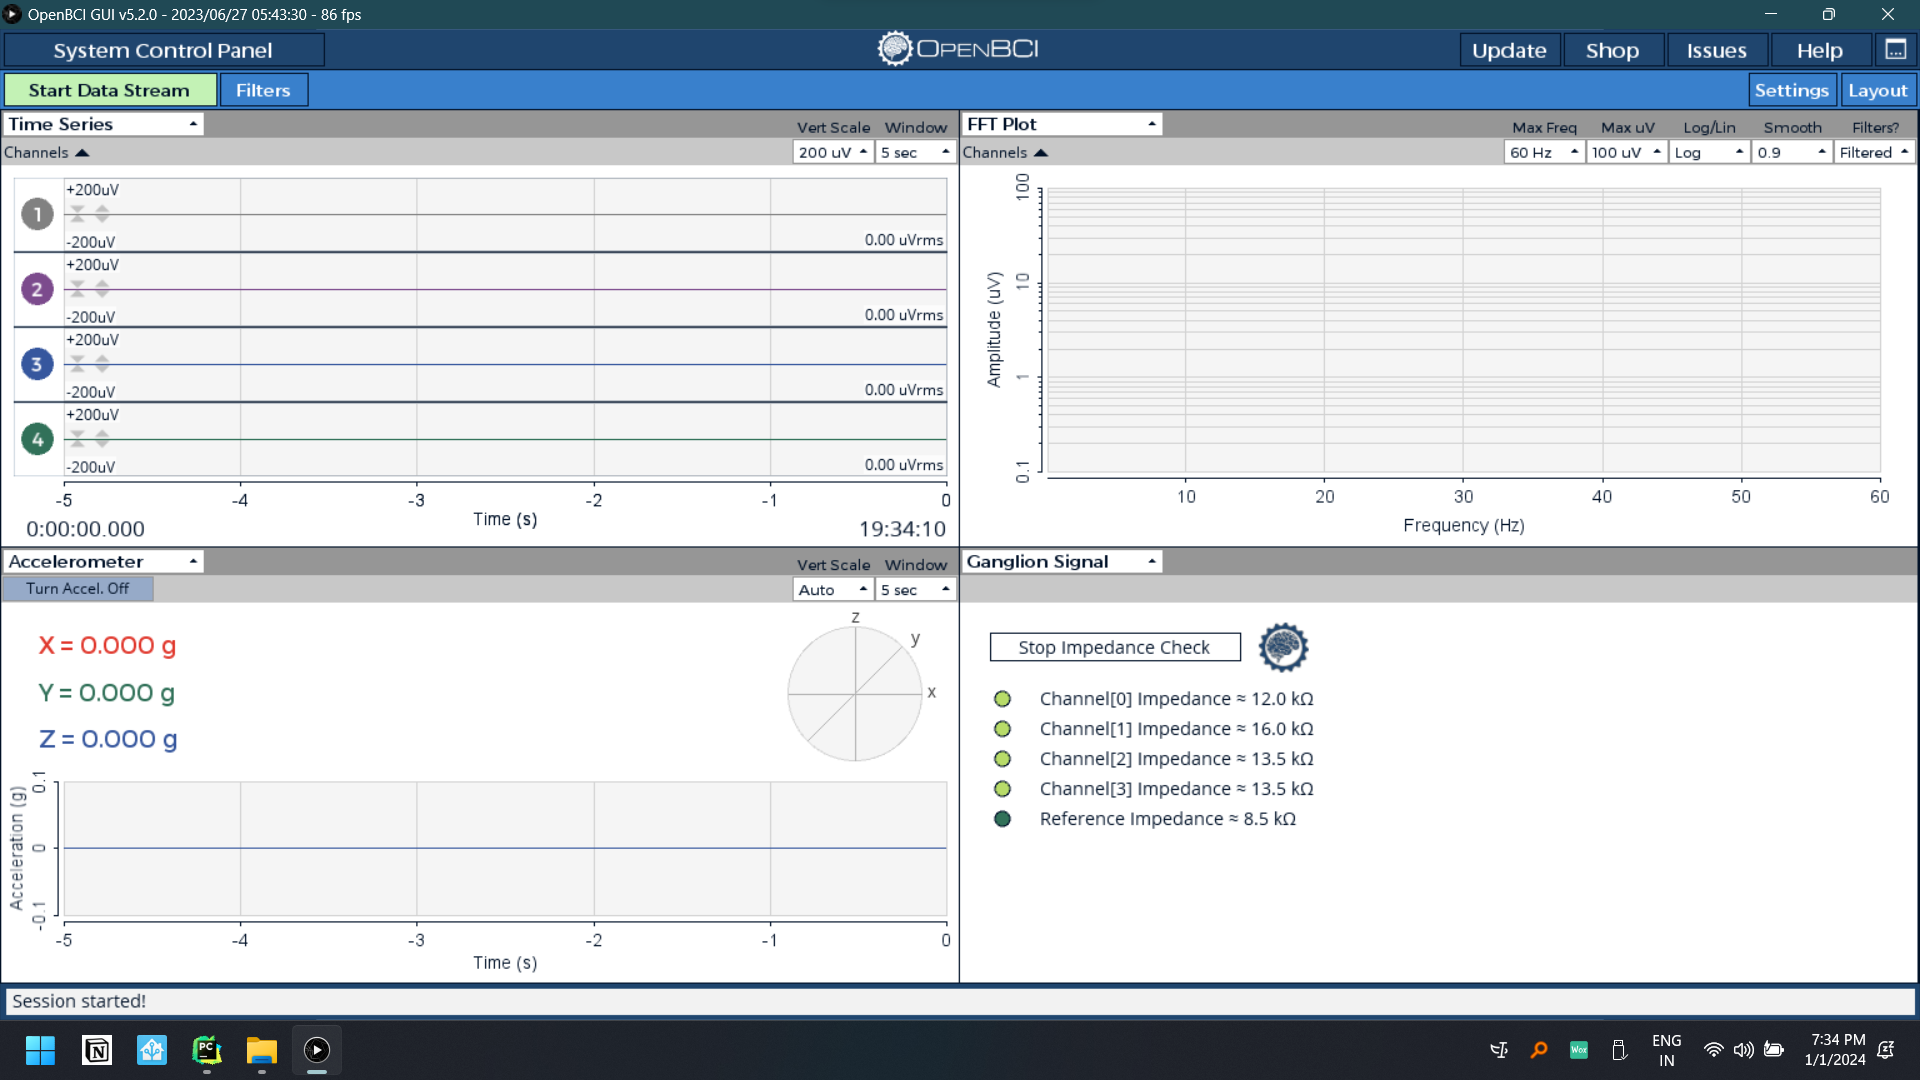 OpenBCI GUI v5.2.0 - 2023/06/27 05:43:30 - 86 fps
System Control Panel
OPENBCI
Update
Shop
Issues
Help
Start Data Stream
Filters
Settings
Layout
Time Series
Vert Scale
Window
Channels
200 uV
5 sec
1
+200uV
-200uV
0.00 uVrms
2
+200uV
-200uV
0.00 uVrms
3
+200uV
-200uV
0.00 uVrms
4
+200uV
-200uV
0.00 uVrms
-5 -4 -3 -2 -1 0
Time (s)
0:00:00.000
19:34:10
FFT Plot
Max Freq
Max uV
Log/Lin
Smooth
Filters?
Channels
60 Hz
100 uV
Log
0.9
Filtered
100
10
1
0.1
Amplitude (uV)
10 20 30 40 50 60
Frequency (Hz)
Accelerometer
Vert Scale
Window
Turn Accel. Off
Auto
5 sec
X = 0.000 g
Y = 0.000 g
Z = 0.000 g
z
y
x
0.1
0
-0.1
Acceleration (g)
-5 -4 -3 -2 -1 0
Time (s)
Ganglion Signal
Stop Impedance Check
Channel[0] Impedance ≈ 12.0 kΩ
Channel[1] Impedance ≈ 16.0 kΩ
Channel[2] Impedance ≈ 13.5 kΩ
Channel[3] Impedance ≈ 13.5 kΩ
Reference Impedance ≈ 8.5 kΩ
Session started!
N
PC
Wox
ENG
IN
7:34 PM
1/1/2024